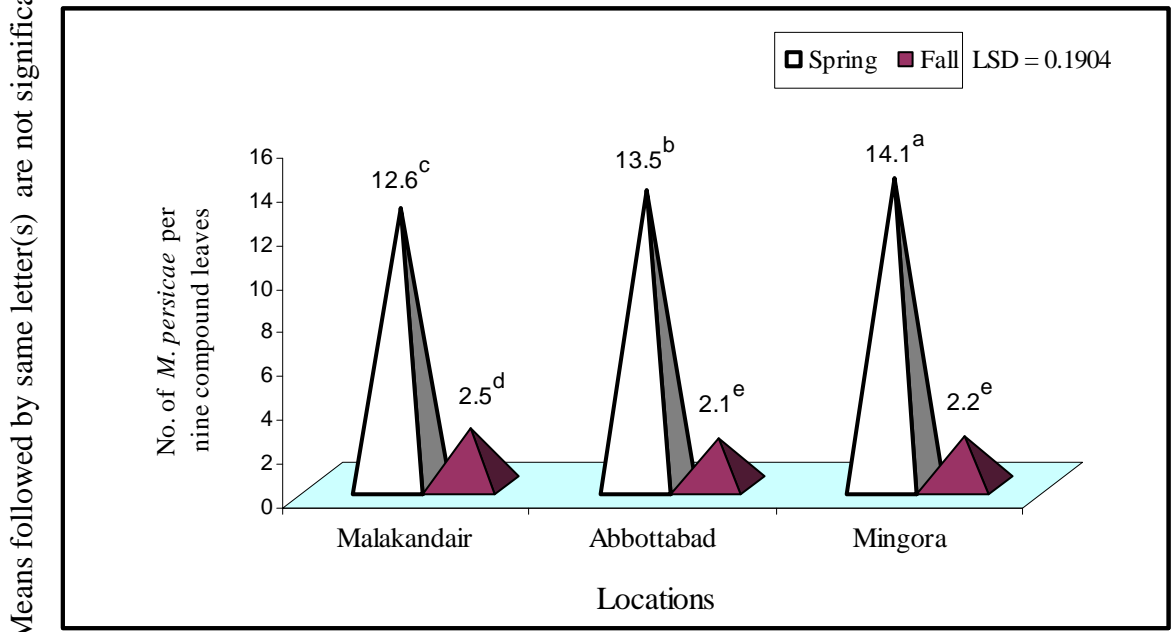 Means followed by same letter(s) are not
Spring Fall LSD = 0.1904
No. of M. persicae per
nine compound leaves
16
14
12
10
8
6
4
2
0
12.6c
2.5d
13.5b
2.1e
14.1a
2.2e
Malakandair Abbottabad Mingora
Locations